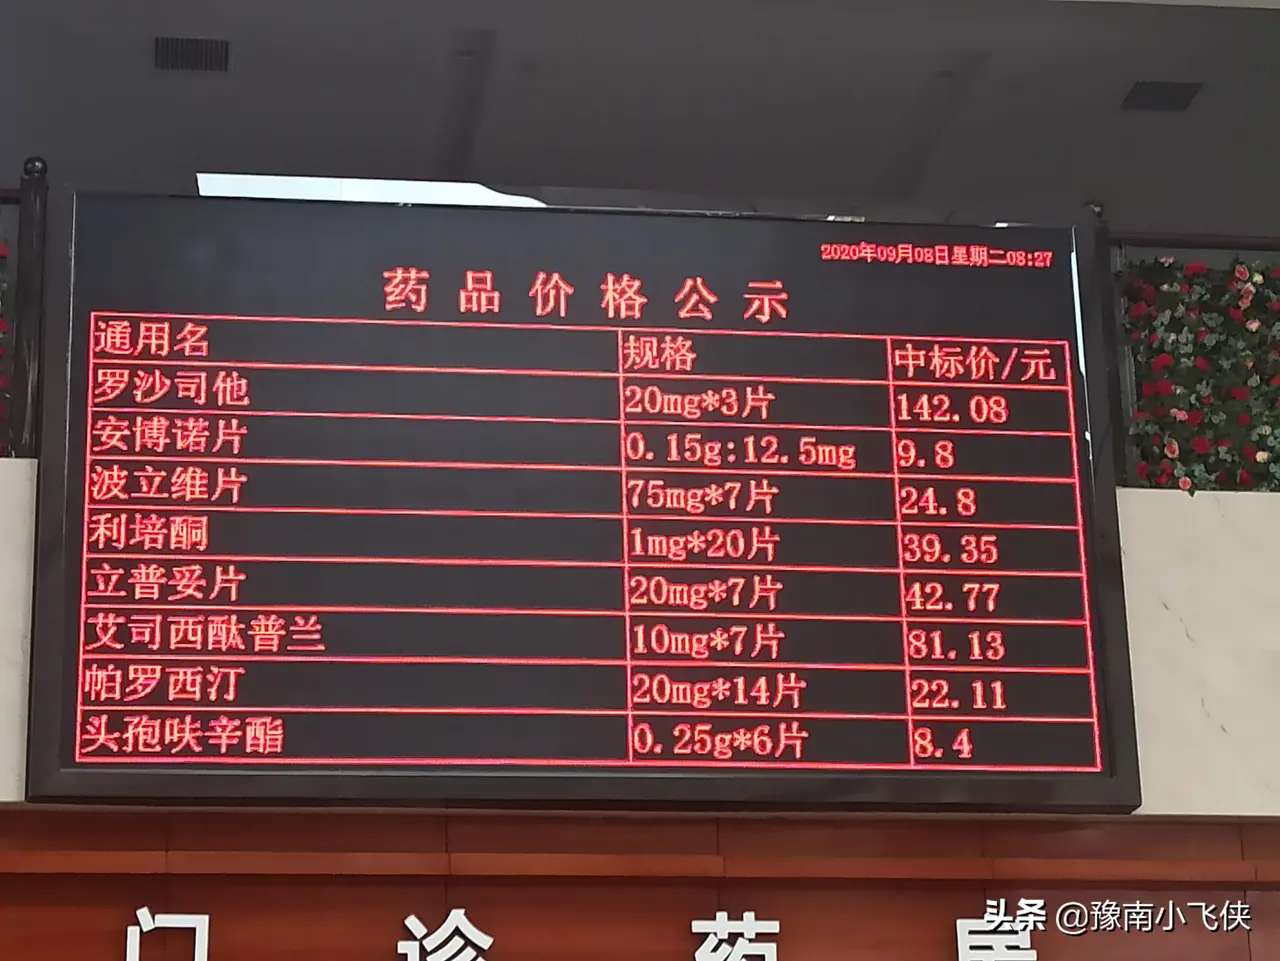 2020年09月08日星期二08:27
药品价格公示
通用名 规格 中标价/元
罗沙司他 20mg*3片 142.08
安博诺片 0.15g:12.5mg 9.8
波立维片 75mg*7片 24.8
利培酮 1mg*20片 39.35
立普妥片 20mg*7片 42.77
艾司西酞普兰 10mg*7片 81.13
帕罗西汀 20mg*14片 22.11
头孢呋辛酯 0.25g*6片 8.4
门诊药房
头条 @豫南小飞侠